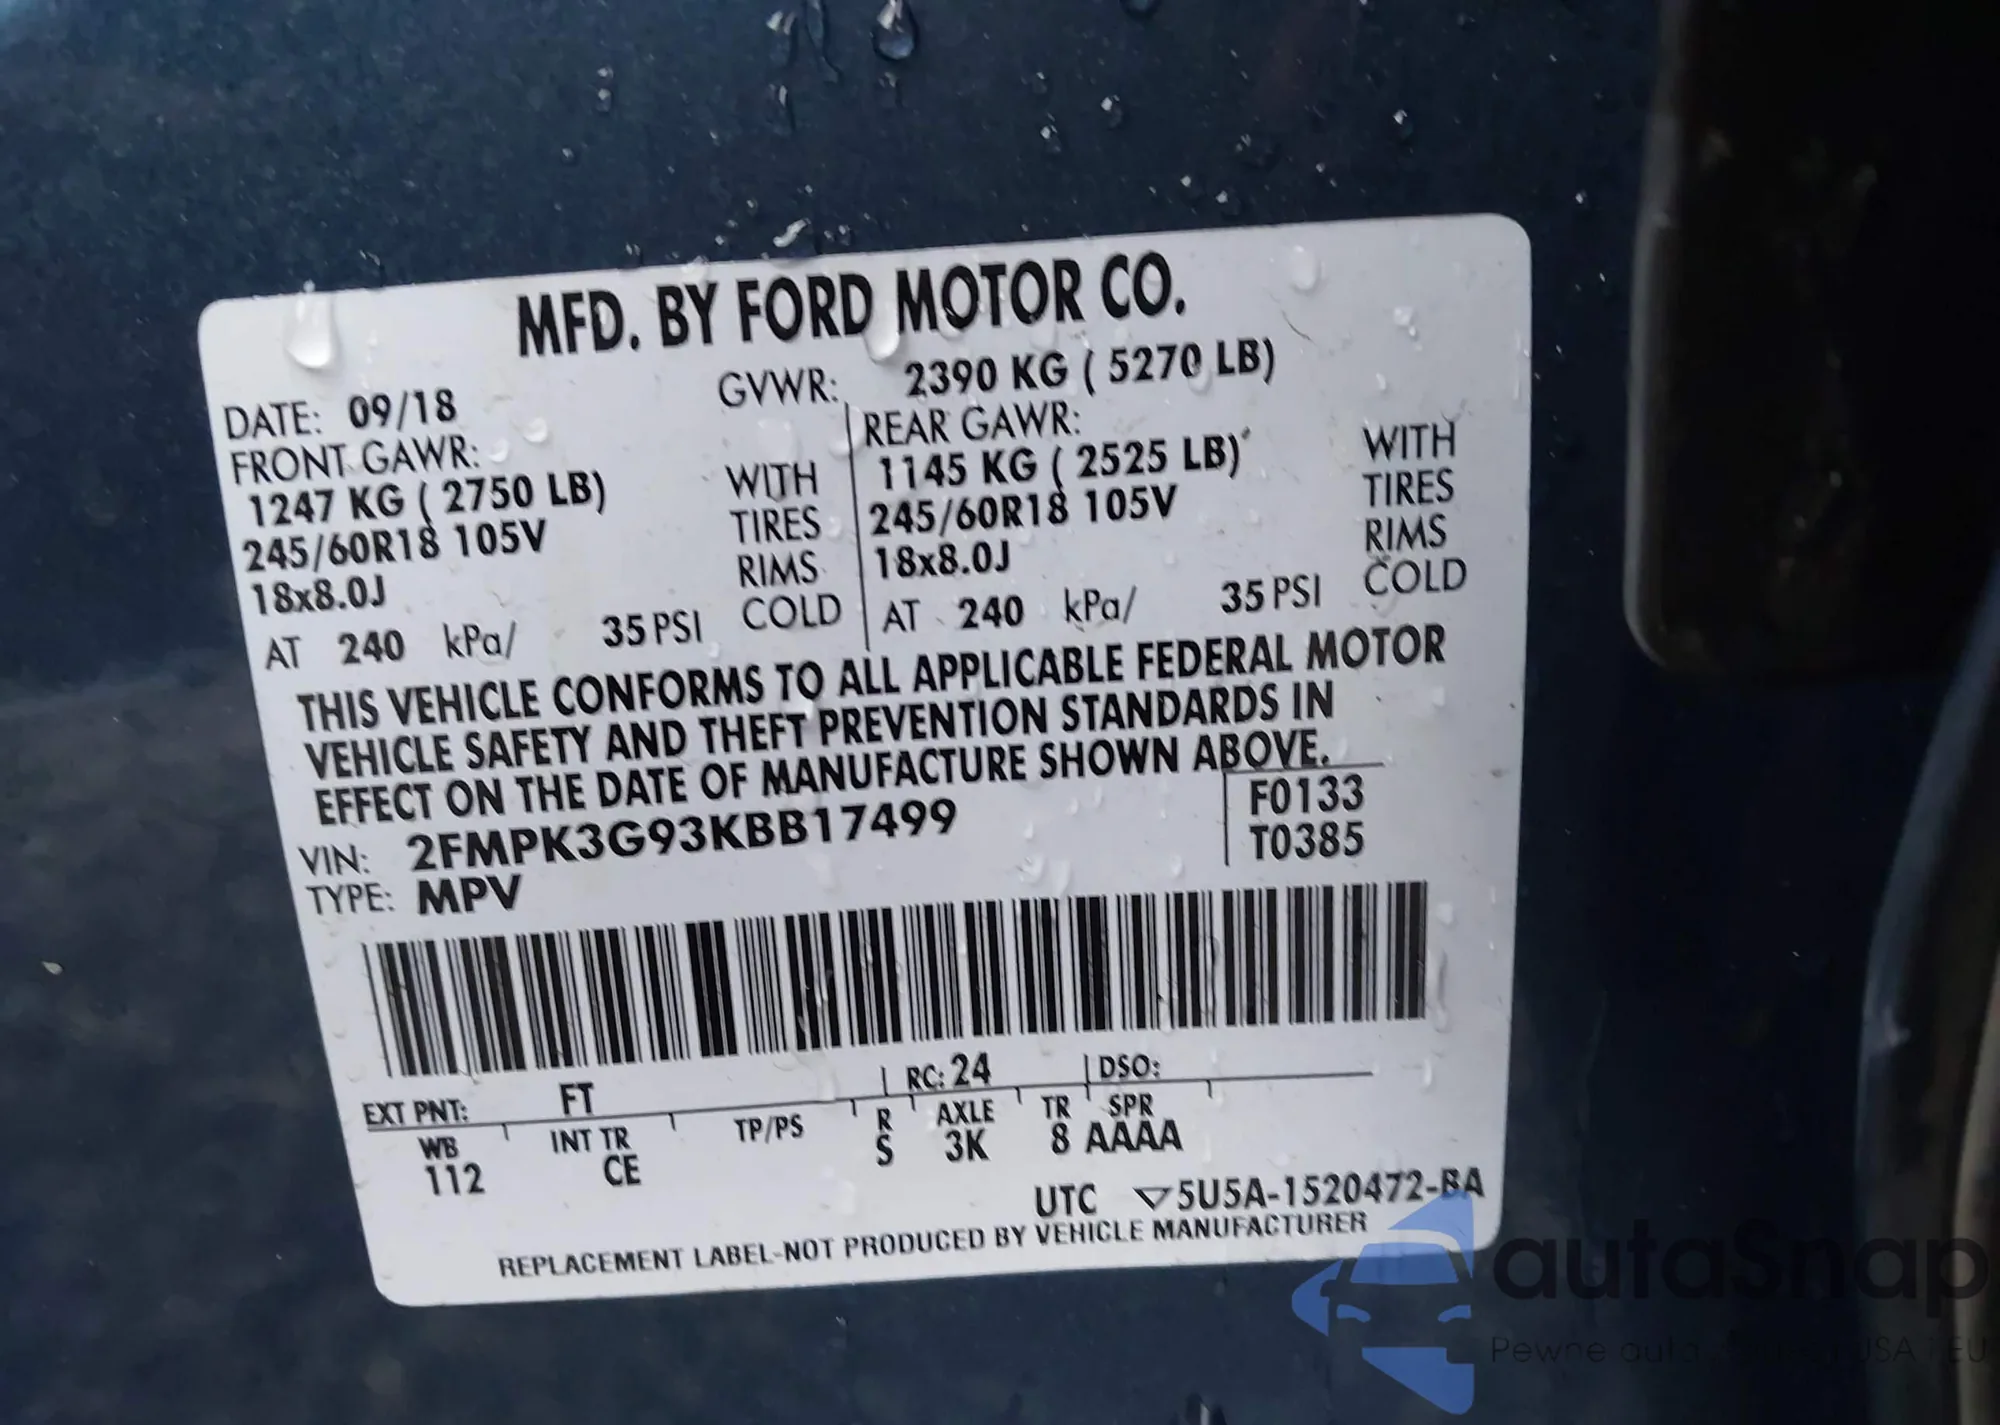 MFD. BY FORD MOTOR CO.
DATE: 09/18 GVWR: 2390 KG ( 5270 LB)
FRONT GAWR: REAR GAWR:
1247 KG ( 2750 LB) WITH 1145 KG ( 2525 LB) WITH
245/60R18 105V TIRES 245/60R18 105V TIRES
18x8.0J RIMS 18x8.0J RIMS
AT 240 kPa/ 35 PSI COLD AT 240 kPa/ 35 PSI COLD
THIS VEHICLE CONFORMS TO ALL APPLICABLE FEDERAL MOTOR
VEHICLE SAFETY AND THEFT PREVENTION STANDARDS IN
EFFECT ON THE DATE OF MANUFACTURE SHOWN ABOVE.
VIN: 2FMPK3G93KBB17499 F0133
TYPE: MPV T0385
EXT PNT: FT RC: 24 DSO:
WB INT TR TP/PS R AXLE TR SPR
112 CE S 3K 8 AAAA
UTC ▽5U5A-1520472-BA
REPLACEMENT LABEL-NOT PRODUCED BY VEHICLE MANUFACTURER
autaSnap
Pewne auta USA i EU